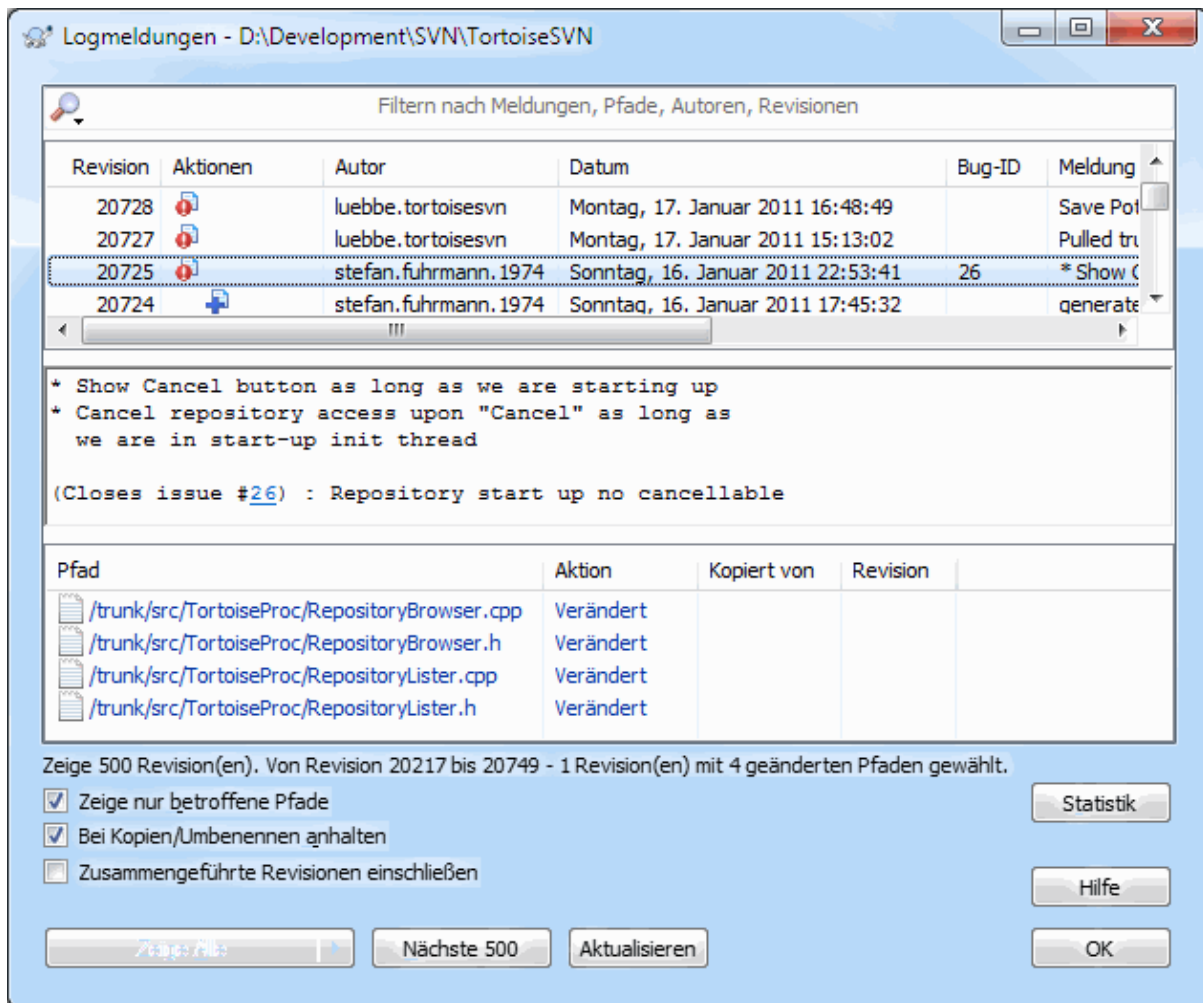 Logmeldungen - D:\Development\SVN\TortoiseSVN
Filtern nach Meldungen, Pfade, Autoren, Revisionen
Revision Aktionen Autor Datum Bug-ID Meldung
20728 luebbe.tortoisesvn Montag, 17. Januar 2011 16:48:49 Save Pot
20727 luebbe.tortoisesvn Montag, 17. Januar 2011 15:13:02 Pulled tru
20725 stefan.fuhrmann.1974 Sonntag, 16. Januar 2011 22:53:41 26 * Show C
20724 stefan.fuhrmann.1974 Sonntag, 16. Januar 2011 17:45:32 generate
* Show Cancel button as long as we are starting up
* Cancel repository access upon "Cancel" as long as
we are in start-up init thread
(Closes issue #26) : Repository start up no cancellable
Pfad Aktion Kopiert von Revision
/trunk/src/TortoiseProc/RepositoryBrowser.cpp Verändert
/trunk/src/TortoiseProc/RepositoryBrowser.h Verändert
/trunk/src/TortoiseProc/RepositoryLister.cpp Verändert
/trunk/src/TortoiseProc/RepositoryLister.h Verändert
Zeige 500 Revision(en). Von Revision 20217 bis 20749 - 1 Revision(en) mit 4 geänderten Pfaden gewählt.
Zeige nur betroffene Pfade
Statistik
Bei Kopien/Umbenennen anhalten
Zusammengeführte Revisionen einschließen
Hilfe
Nächste 500 Aktualisieren OK